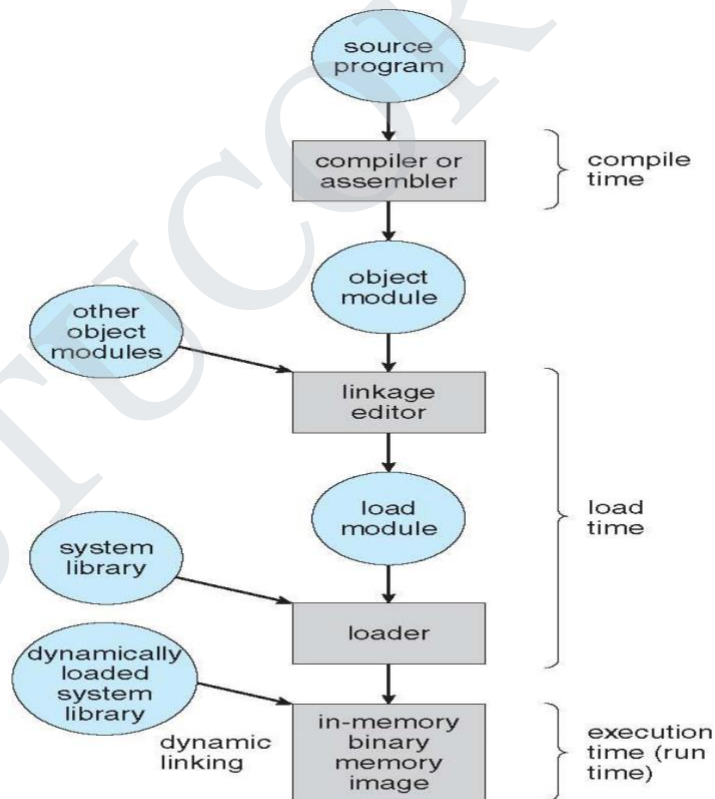 source
program
compiler or
assembler
compile
time
object
module
other
object
modules
linkage
editor
load
module
load
time
system
library
loader
dynamically
loaded
system
library
dynamic
linking
in-memory
binary
memory
image
execution
time (run
time)
STUCOR